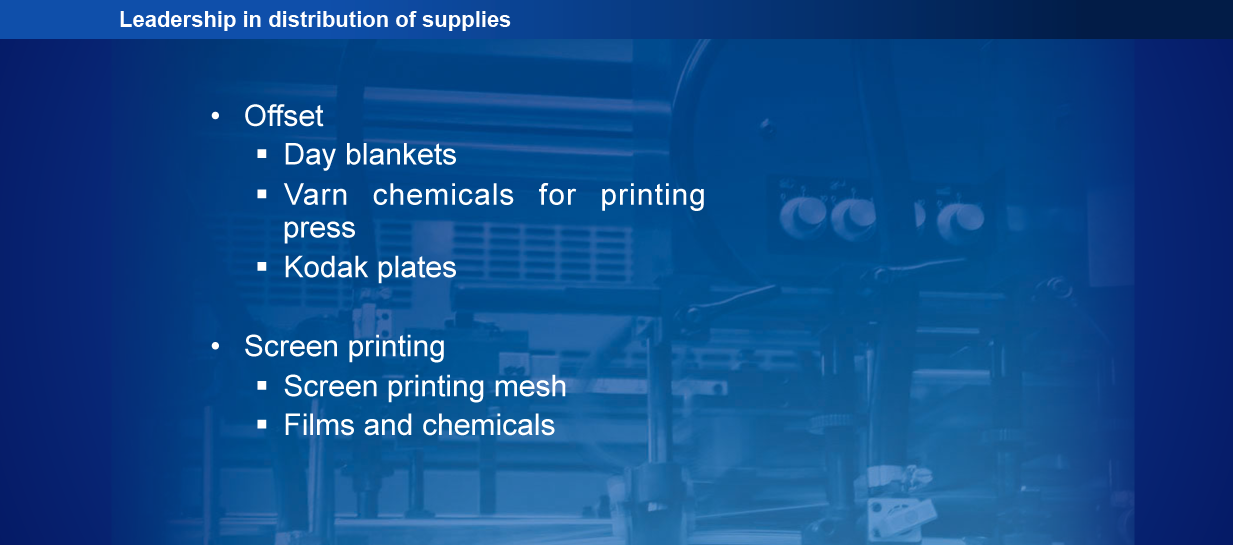 Leadership in distribution of supplies
• Offset
▪ Day blankets
▪ Varn chemicals for printing
press
▪ Kodak plates
• Screen printing
▪ Screen printing mesh
▪ Films and chemicals